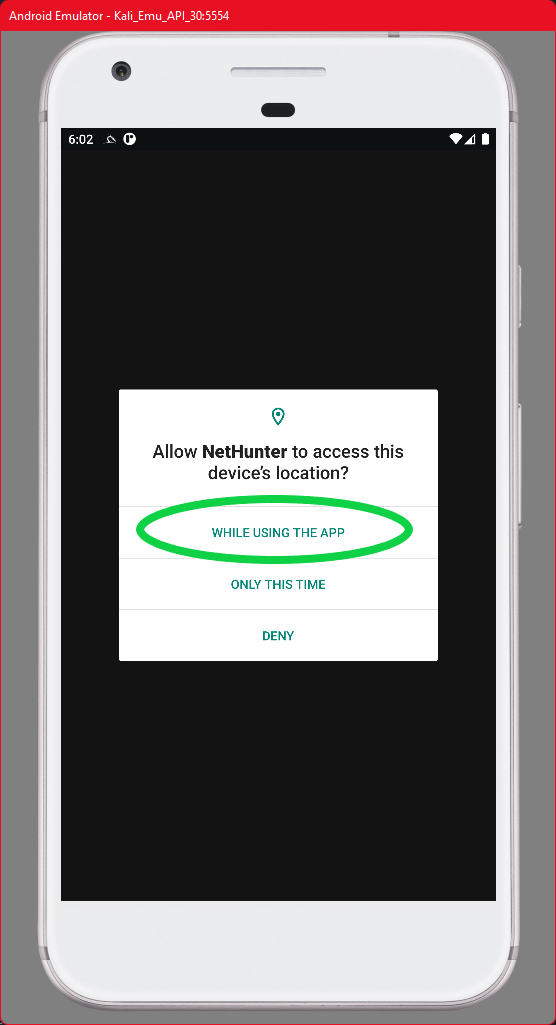 Android Emulator - Kali_Emu_API_30:5554
6:02
Allow NetHunter to access this
device's location?
WHILE USING THE APP
ONLY THIS TIME
DENY